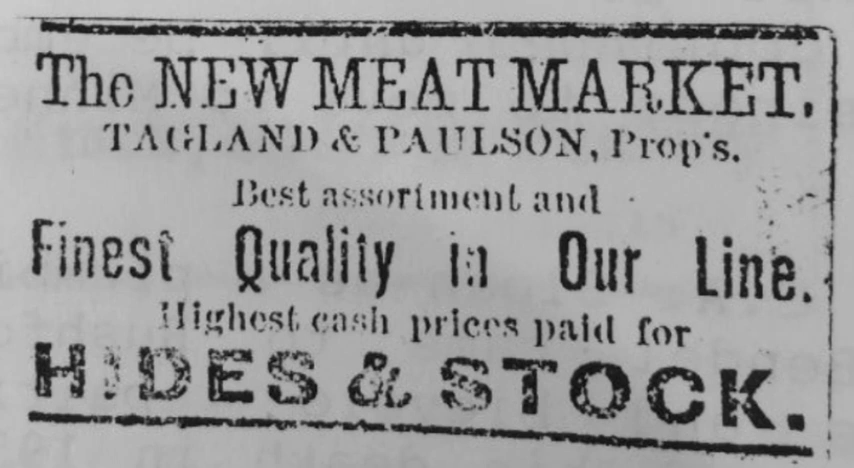 The NEW MEAT MARKET.
TAGLAND & PAULSON, Prop's.
Best assortment and
Finest Quality in Our Line.
Highest cash prices paid for
HIDES & STOCK.